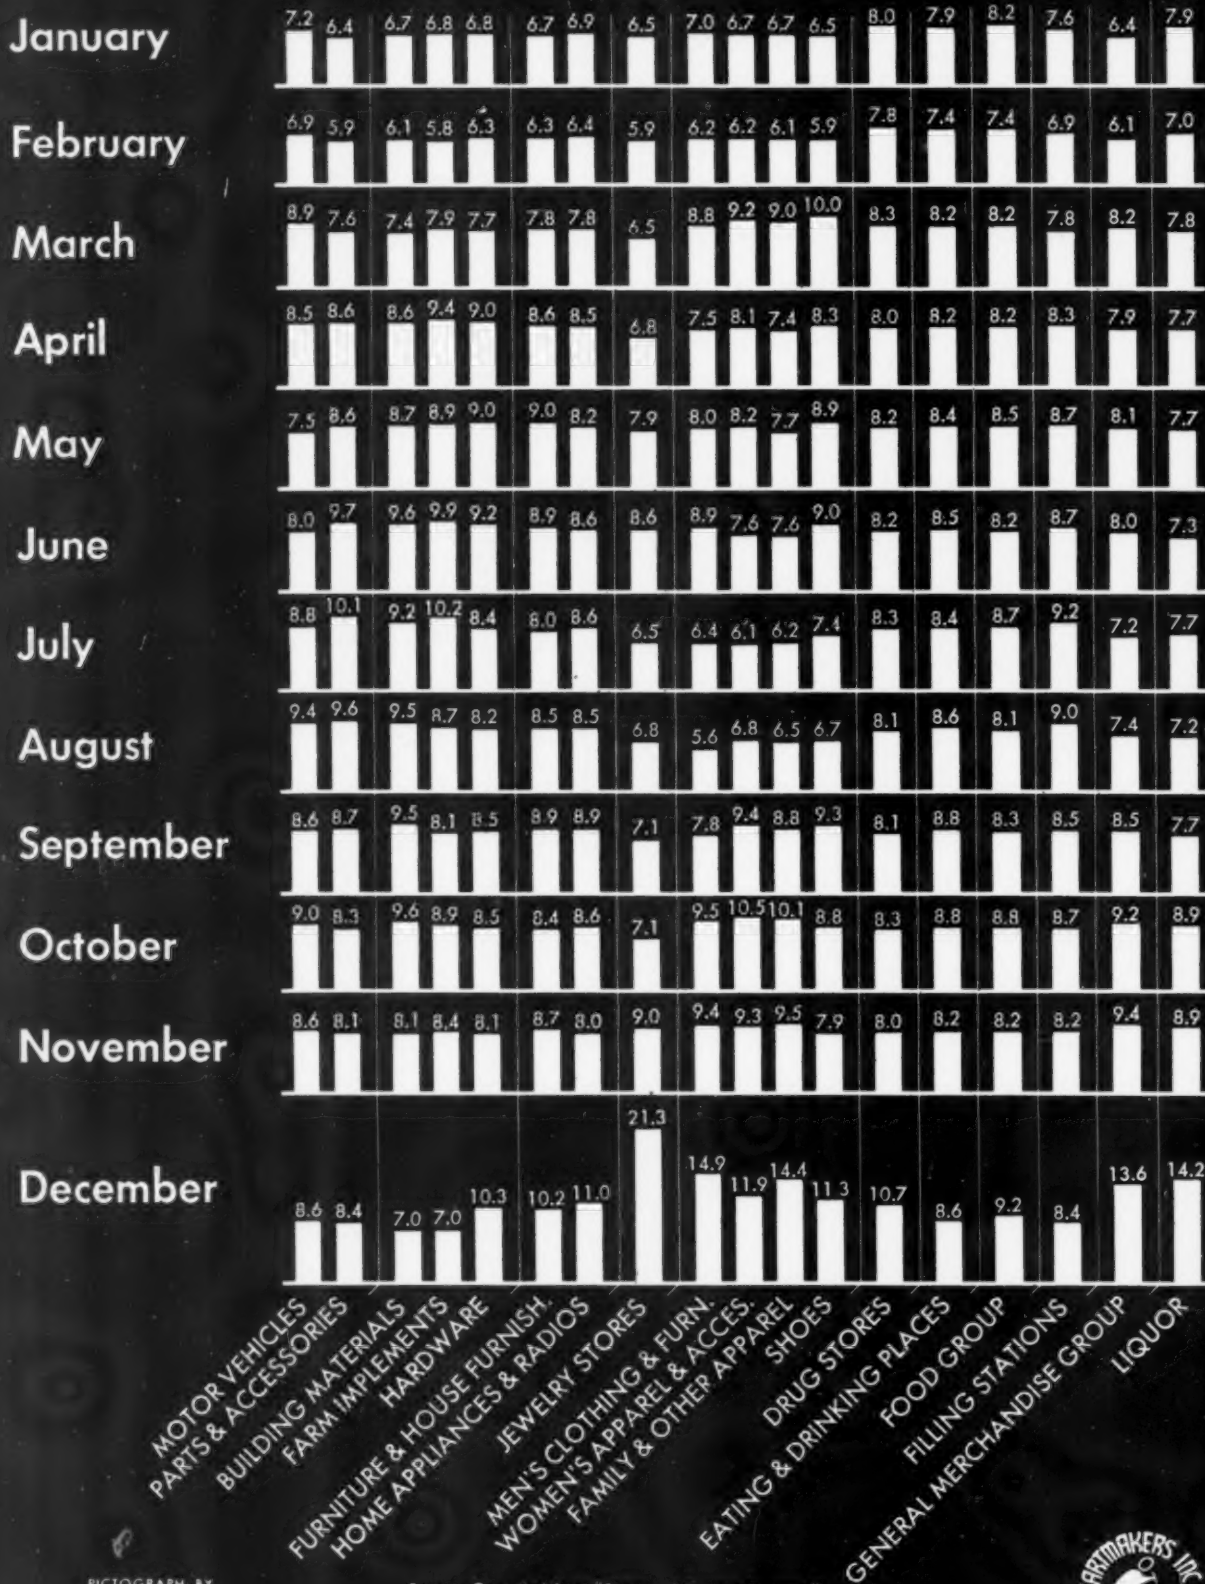 January 7.2 6.4 6.7 6.8 6.8 6.7 6.9 6.5 7.0 6.7 6.7 6.5 8.0 7.9 8.2 7.6 6.4 7.9
February 6.9 5.9 6.1 5.8 6.3 6.3 6.4 5.9 6.2 6.2 6.1 5.9 7.8 7.4 7.4 6.9 6.1 7.0
March 8.9 7.6 7.4 7.9 7.7 7.8 7.8 6.5 8.8 9.2 9.0 10.0 8.3 8.2 8.2 7.8 8.2 7.8
April 8.5 8.6 8.6 9.4 9.0 8.6 8.5 6.8 7.5 8.1 7.4 8.3 8.0 8.2 8.2 8.3 7.9 7.7
May 7.5 8.6 8.7 8.9 9.0 9.0 8.2 7.9 8.0 8.2 7.7 8.9 8.2 8.4 8.5 8.7 8.1 7.7
June 8.0 9.7 9.6 9.9 9.2 8.9 8.6 8.6 8.9 7.6 7.6 9.0 8.2 8.5 8.2 8.7 8.0 7.3
July 8.8 10.1 9.2 10.2 8.4 8.0 8.6 6.5 6.4 6.1 6.2 7.4 8.3 8.4 8.7 9.2 7.2 7.7
August 9.4 9.6 9.5 8.7 8.2 8.5 8.5 6.8 5.6 6.8 6.5 6.7 8.1 8.6 8.1 9.0 7.4 7.2
September 8.6 8.7 9.5 8.1 8.5 8.9 8.9 7.1 7.8 9.4 8.8 9.3 8.1 8.8 8.3 8.5 8.5 7.7
October 9.0 8.3 9.6 8.9 8.5 8.4 8.6 7.1 9.5 10.5 10.1 8.8 8.3 8.8 8.8 8.7 9.2 8.9
November 8.6 8.1 8.1 8.4 8.1 8.7 8.0 9.0 9.4 9.3 9.5 7.9 8.0 8.2 8.2 8.2 9.4 8.9
December 8.6 8.4 7.0 7.0 10.3 10.2 11.0 21.3 14.9 11.9 14.4 11.3 10.7 8.6 9.2 8.4 13.6 14.2
MOTOR VEHICLES
PARTS & ACCESSORIES
BUILDING MATERIALS
FARM IMPLEMENTS
HARDWARE
FURNITURE & HOUSE FURNISH.
HOME APPLIANCES & RADIOS
JEWELRY STORES
MEN'S CLOTHING & FURN.
WOMEN'S APPAREL & ACCES.
FAMILY & OTHER APPAREL
SHOES
DRUG STORES
EATING & DRINKING PLACES
FOOD GROUP
FILLING STATIONS
GENERAL MERCHANDISE GROUP
LIQUOR
PICTOGRAPH BY